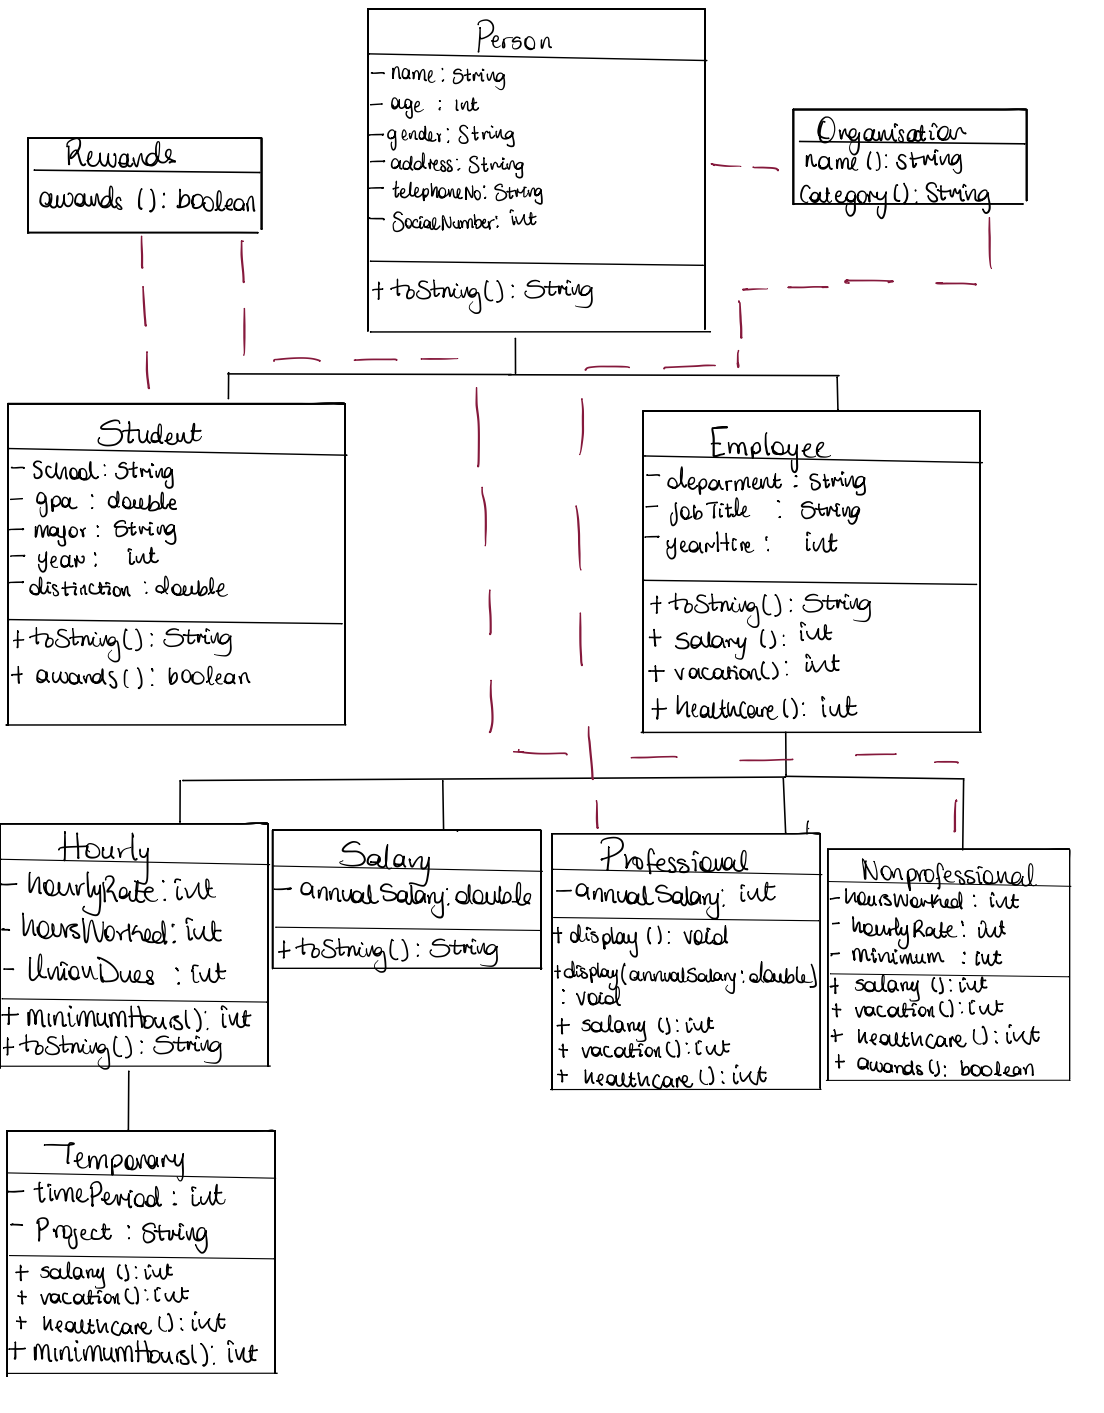 Person
- name : String
- age : int
- gender : String
- address : String
- telephoneNo : String
- SocialNumber : int
+ toString() : String
Rewards
awards () : boolean
Organisation
name () : String
Category() : String
Student
- School : String
- gpa : double
- major : String
- year : int
- distinction : double
+ toString() : String
+ awards() : boolean
Employee
- deparment : String
- jobTitle : String
- yearHire : int
+ toString() : String
+ salary () : int
+ vacation() : int
+ healthcare () : int
Hourly
- hourlyRate : int
- hoursWorked : int
- UnionDues : int
+ minimumHours() : int
+ toString() : String
Salary
- annualSalary : double
+ toString() : String
Professional
- annualSalary : int
+ display () : void
+ display (annualSalary : double)
: void
+ salary () : int
+ vacation() : int
+ healthcare () : int
Nonprofessional
- hoursWorked : int
- hourlyRate : int
- minimum : int
+ salary () : int
+ vacation() : int
+ healthcare () : int
+ awards () : boolean
Temporary
- timePeriod : int
- Project : String
+ salary () : int
+ vacation() : int
+ healthcare () : int
+ minimumHours() : int